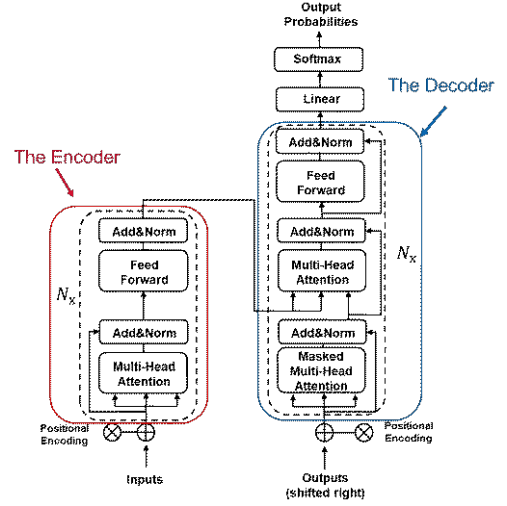 Output
Probabilities
Softmax
Linear
The Decoder
Add&Norm
Feed
Forward
Add&Norm
Multi-Head
Attention
Nx
Add&Norm
Masked
Multi-Head
Attention
Positional
Encoding
Outputs
(shifted right)
The Encoder
Add&Norm
Feed
Forward
Nx
Add&Norm
Multi-Head
Attention
Positional
Encoding
Inputs